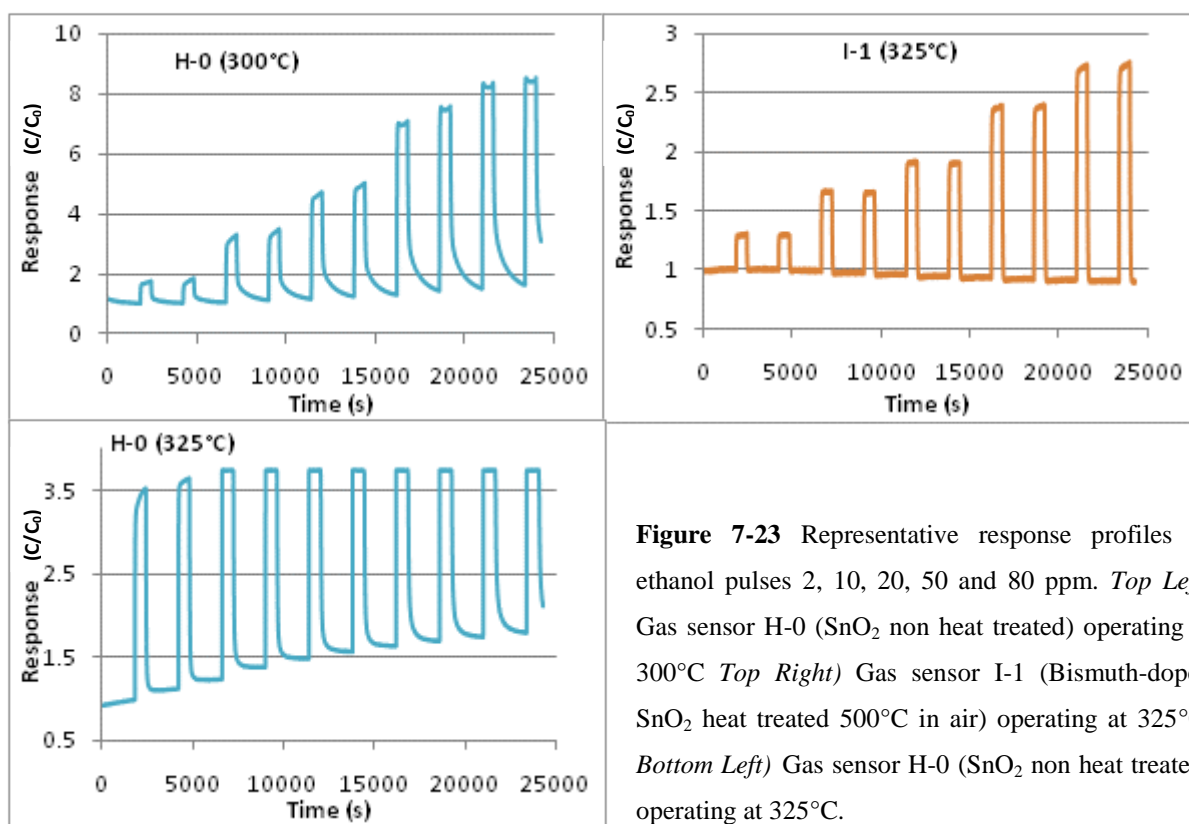 H-0 (300°C)
Response (C/C₀)
10
8
6
4
2
0
0 5000 10000 15000 20000 25000
Time (s)
I-1 (325°C)
Response (C/C₀)
3
2.5
2
1.5
1
0.5
0 5000 10000 15000 20000 25000
Time (s)
H-0 (325°C)
Response (C/C₀)
3.5
2.5
1.5
0.5
0 5000 10000 15000 20000 25000
Time (s)
Figure 7-23 Representative response profiles
ethanol pulses 2, 10, 20, 50 and 80 ppm. Top Le
Gas sensor H-0 (SnO₂ non heat treated) operating
300°C Top Right) Gas sensor I-1 (Bismuth-dope
SnO₂ heat treated 500°C in air) operating at 325°
Bottom Left) Gas sensor H-0 (SnO₂ non heat treate
operating at 325°C.